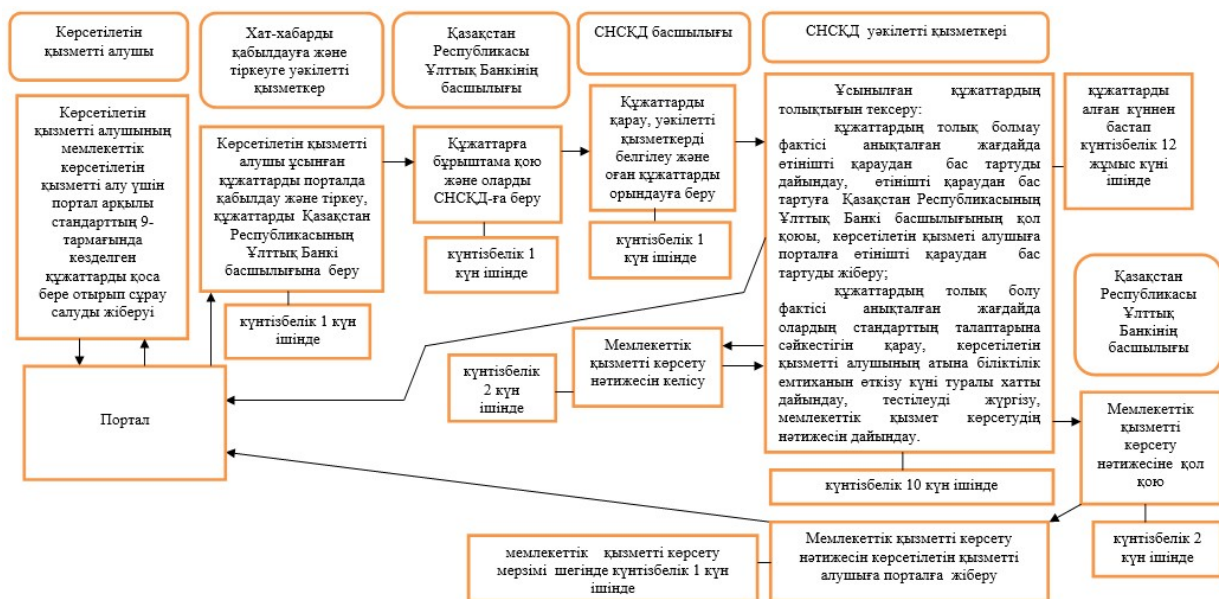 Көрсетілетін
қызметті алушы
Хат-хабарды
қабылдауға және
тіркеуге уәкілетті
қызметкер
Қазақстан
Республикасы
Ұлттық Банкінің
басшылығы
СНСҚД басшылығы
СНСҚД уәкілетті қызметкері
Көрсетілетін
қызметті алушының
мемлекеттік
көрсетілетін
қызметті алу үшін
портал арқылы
стандарттың 9-
тармағында
көзделген
құжаттарды қоса
бере отырып сұрау
салуды жіберуі
Көрсетілетін қызметті
алушы ұсынған
құжаттарды порталда
қабылдау және тіркеу,
құжаттарды Қазақстан
Республикасының
Ұлттық Банкі
басшылығына беру
күнтізбелік 1 күн
ішінде
Құжаттарға
бұрыштама қою
және оларды
СНСҚД-ға беру
күнтізбелік 1
күн ішінде
Құжаттарды
қарау, уәкілетті
қызметкерді
белгілеу және
оған құжаттарды
орындауға беру
күнтізбелік 1
күн ішінде
Ұсынылған құжаттардың
толықтығын тексеру:
құжаттардың толық болмау
фактісі анықталған жағдайда
өтінішті қараудан бас тартуды
дайындау, өтінішті қараудан бас
тартуға Қазақстан Республикасының
Ұлттық Банкі басшылығының қол
қоюы, көрсетілетін қызметі алушыға
порталға өтінішті қараудан бас
тартуды жіберу;
құжаттардың толық болу
фактісі анықталған жағдайда
олардың стандарттың талаптарына
сәйкестігін қарау, көрсетілетін
қызметті алушының атына біліктілік
емтиханын өткізу күні туралы хатты
дайындау, тестілеуді жүргізу,
мемлекеттік қызмет көрсетудің
нәтижесін дайындау.
күнтізбелік 10 күн ішінде
құжаттарды
алған күннен
бастап
күнтізбелік 12
жұмыс күні
ішінде
Қазақстан
Республикасы
Ұлттық
Банкінің
басшылығы
Мемлекеттік
қызметті көрсету
нәтижесін келісу
күнтізбелік
2 күн
ішінде
Портал
Мемлекеттік
қызметті
көрсету
нәтижесіне қол
қою
күнтізбелік 2
күн ішінде
Мемлекеттік қызметті көрсету
нәтижесін көрсетілетін қызметті
алушыға порталға жіберу
мемлекеттік қызметті көрсету
мерзімі шегінде күнтізбелік 1 күн
ішінде